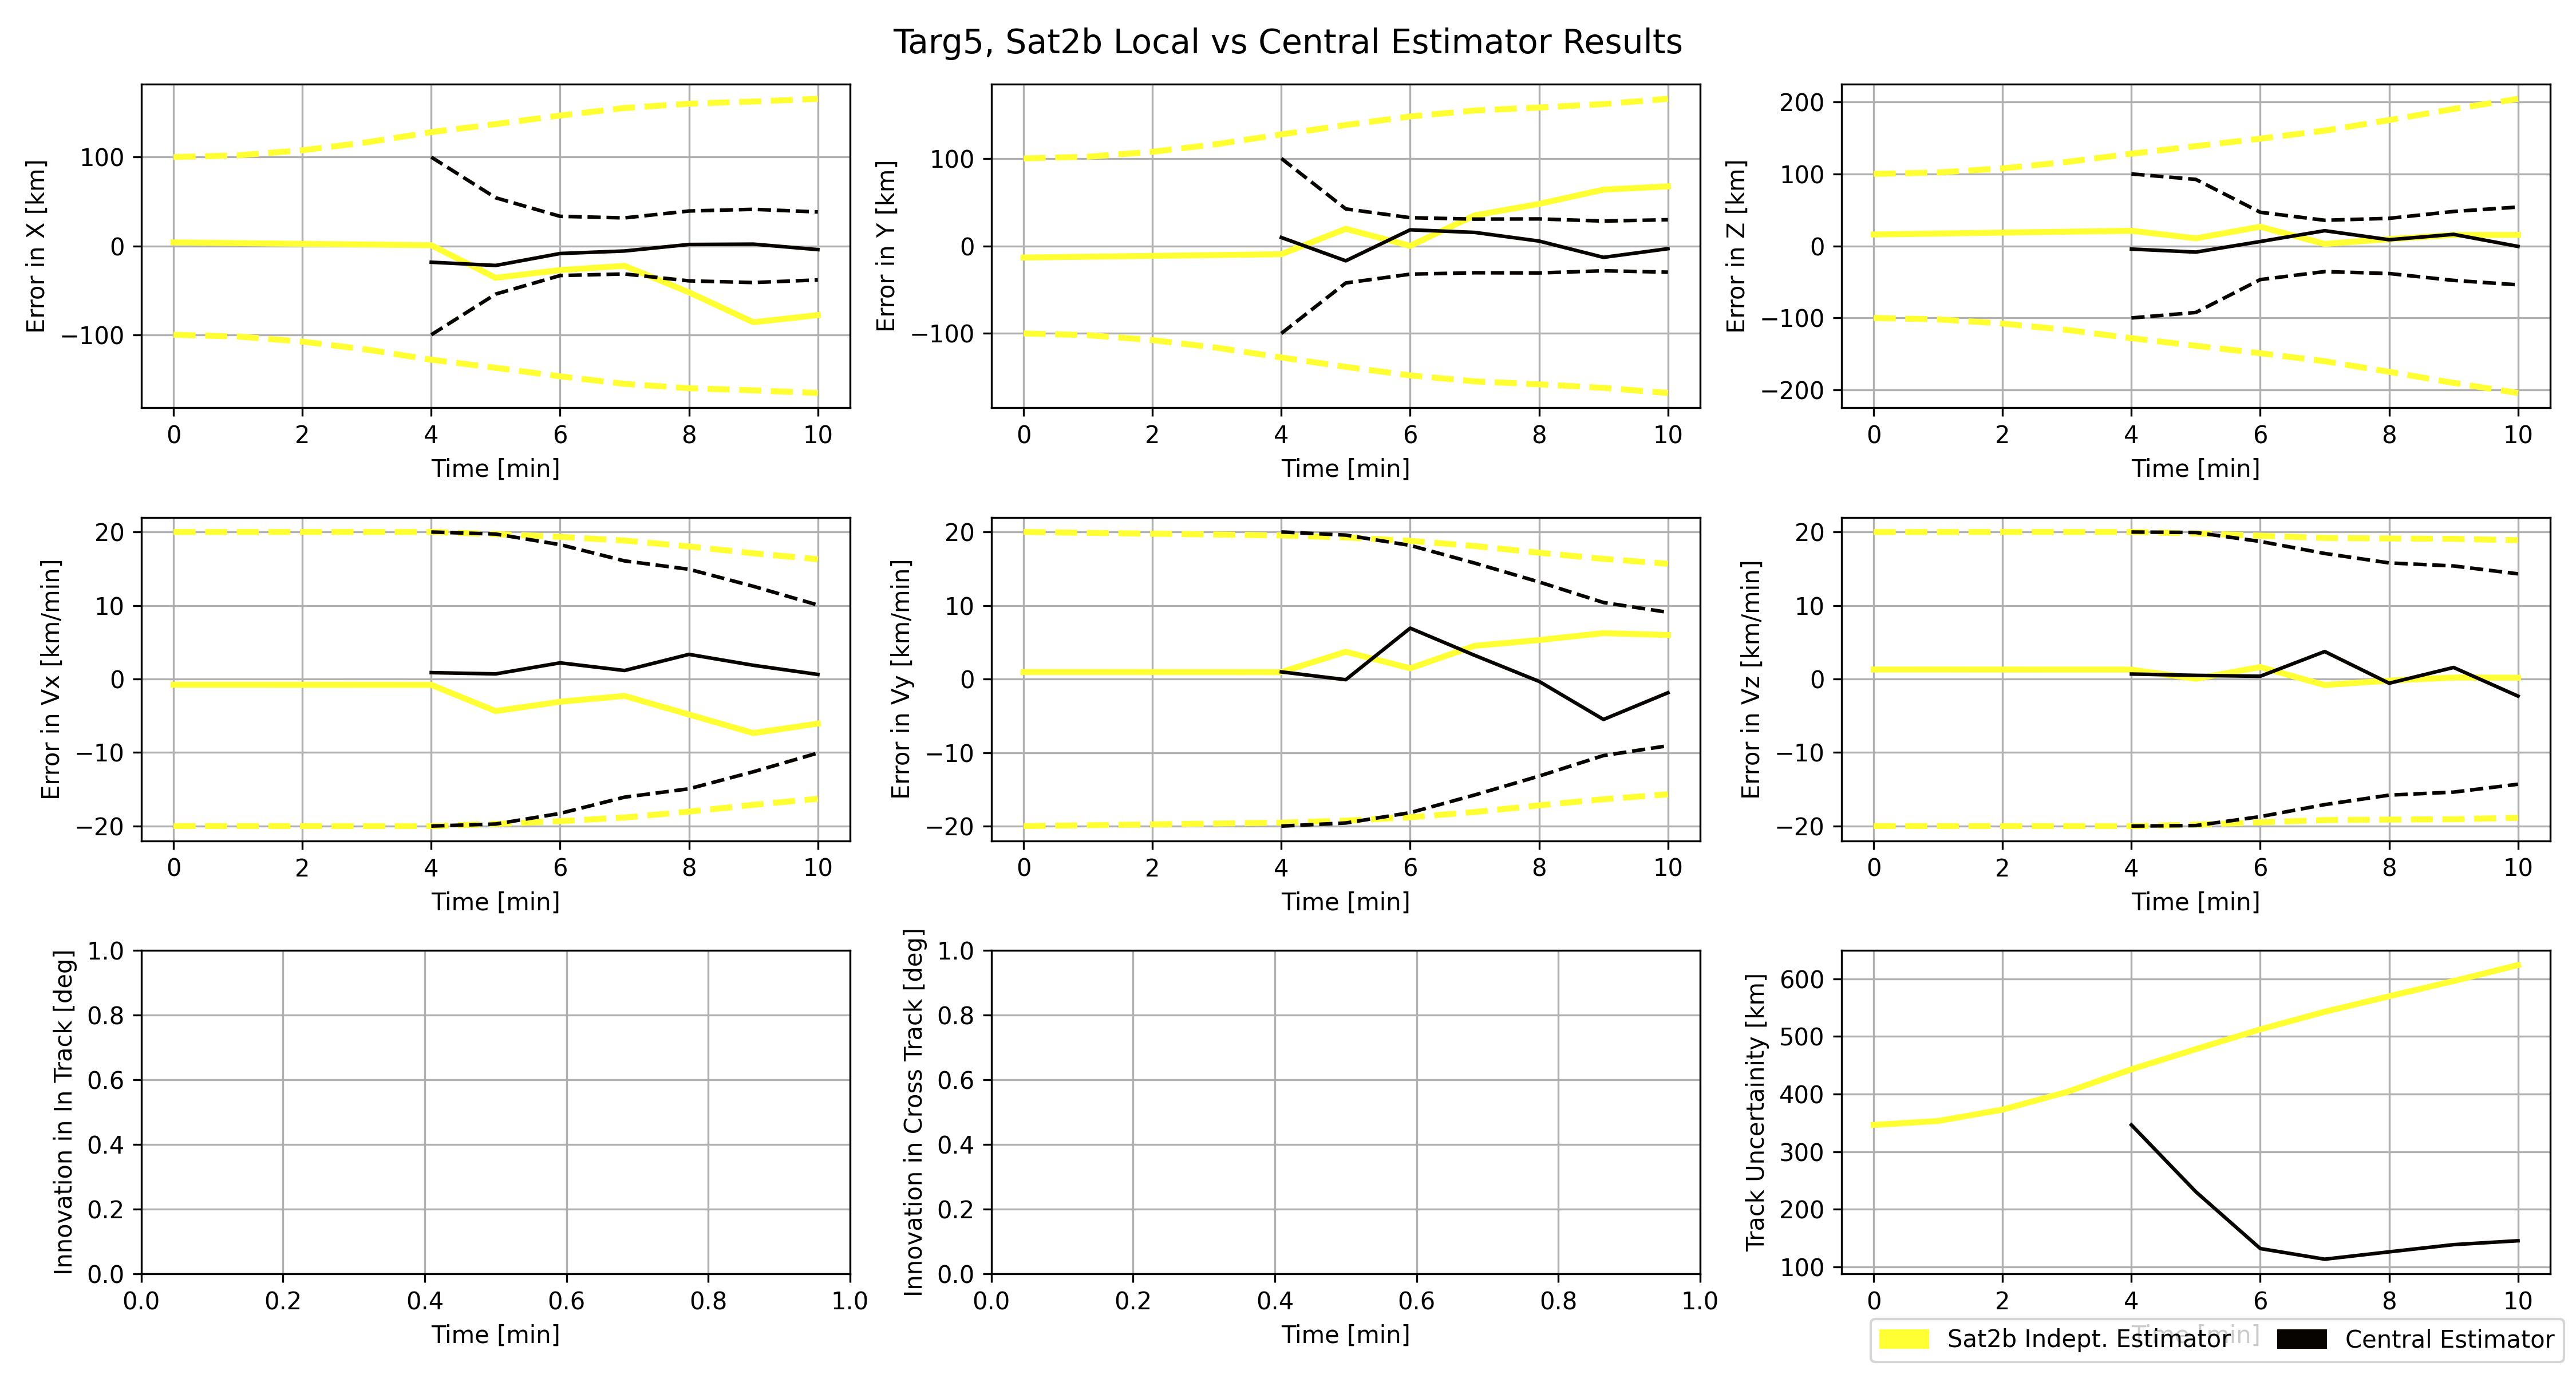 Targ5, Sat2b Local vs Central Estimator Results
Error in X [km]
100
0
−100
0 2 4 6 8 10
Time [min]
Error in Y [km]
100
0
−100
0 2 4 6 8 10
Time [min]
Error in Z [km]
200
100
0
−100
−200
0 2 4 6 8 10
Time [min]
Error in Vx [km/min]
20
10
0
−10
−20
0 2 4 6 8 10
Time [min]
Error in Vy [km/min]
20
10
0
−10
−20
0 2 4 6 8 10
Time [min]
Error in Vz [km/min]
20
10
0
−10
−20
0 2 4 6 8 10
Time [min]
Innovation in In Track [deg]
1.0
0.8
0.6
0.4
0.2
0.0
0.0 0.2 0.4 0.6 0.8 1.0
Time [min]
Innovation in Cross Track [deg]
1.0
0.8
0.6
0.4
0.2
0.0
0.0 0.2 0.4 0.6 0.8 1.0
Time [min]
Track Uncertainity [km]
600
500
400
300
200
100
0 2 4 6 8 10
Time [min]
Sat2b Indept. Estimator
Central Estimator